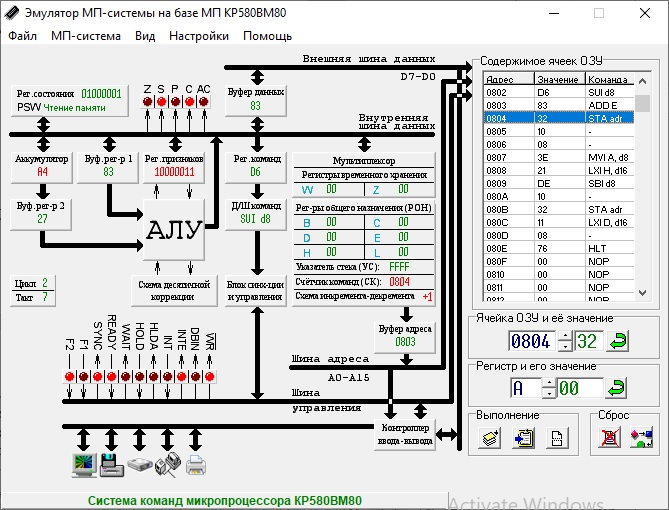 Эмулятор МП-системы на базе МП КР580ВМ80
Файл МП-система Вид Настройки Помощь
Внешняя шина данных
D7-D0
Z S P C AC
Рег.состояния 01000001
PSW Чтение памяти
Буфер данных
83
Внутренняя
шина данных
Аккумулятор
A4
Буф.рег-р 1
83
Рег.признаков
10000011
Рег.команд
D6
Мультиплексор
Регистры временного хранения
W 00 Z 00
Буф.рег-р 2
27
АЛУ
Д/Ш команд
SUI d8
Рег-ры общего назначения (РОН)
B 00 C 00
D 00 E 00
H 00 L 00
Указатель стека (УС): FFFF
Счётчик команд (СК): 0804
Схема инкремента-декремента +1
Цикл 2
Такт 7
Схема десятичной
коррекции
Блок синх-ции
и управления
Буфер адреса
0803
F2 F1 SYNC READY WAIT HOLD HLDA INT INTE DBIN WR
Шина адреса
A0-A15
Шина
управления
Контроллер
ввода-вывода
Система команд микропроцессора КР580ВМ80
Содержимое ячеек ОЗУ
Адрес Значение Команда
0802 D6 SUI d8
0803 83 ADD E
0804 32 STA adr
0805 10 -
0806 08 -
0807 3E MVI A, d8
0808 21 LXI H, d16
0809 DE SBI d8
080A 00 -
080B 32 STA adr
080C 11 LXI D, d16
080D 08 -
080E 76 HLT
080F 00 NOP
0810 00 NOP
0811 00 NOP
0812 00 NOP
Ячейка ОЗУ и её значение
0804 32
Регистр и его значение
A 00
Выполнение
Сброс
Activate Windows